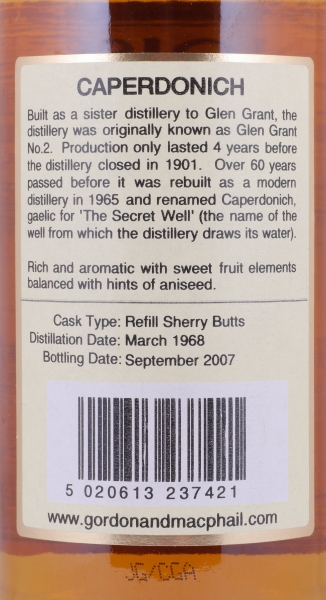 CAPERDONICH
Built as a sister distillery to Glen Grant, the
distillery was originally known as Glen Grant
No.2. Production only lasted 4 years before
the distillery closed in 1901. Over 60 years
passed before it was rebuilt as a modern
distillery in 1965 and renamed Caperdonich,
gaelic for 'The Secret Well' (the name of the
well from which the distillery draws its water).
Rich and aromatic with sweet fruit elements
balanced with hints of aniseed.
Cask Type: Refill Sherry Butts
Distillation Date: March 1968
Bottling Date: September 2007
5 020613 237421
www.gordonandmacphail.com
JG/CGA